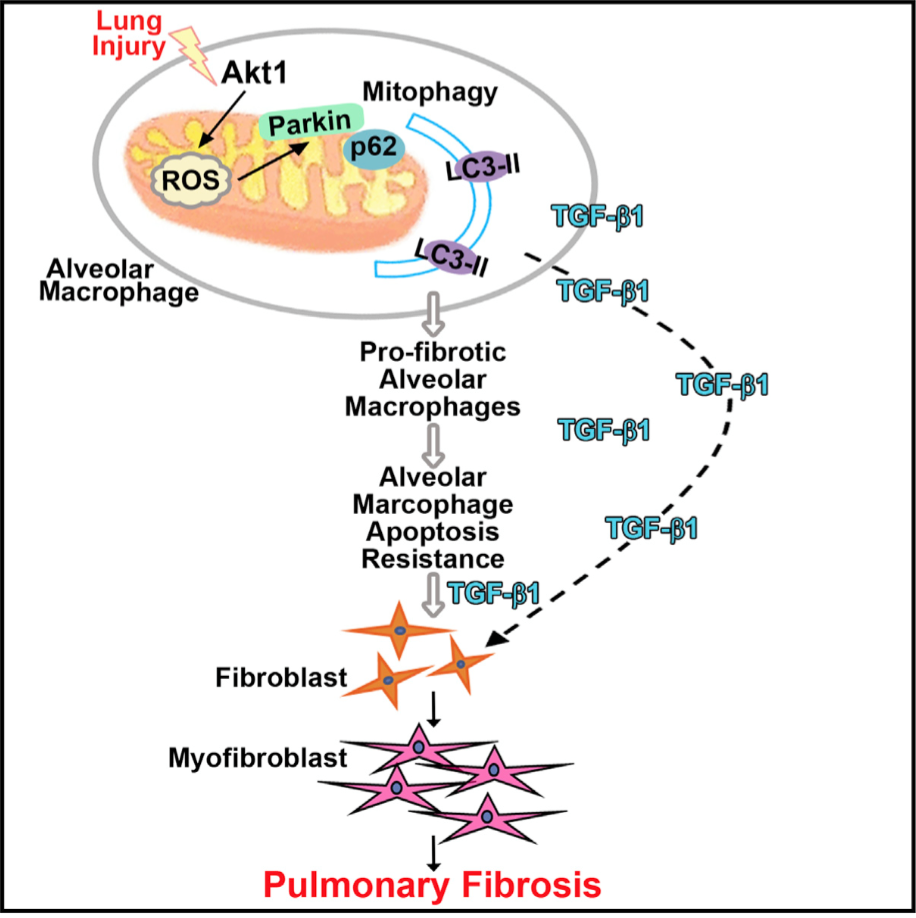 Lung
Injury
Akt1
Mitophagy
Parkin
p62
ROS
LC3-II
LC3-II
TGF-β1
Alveolar
Macrophage
TGF-β1
Pro-fibrotic
Alveolar
Macrophages
TGF-β1
TGF-β1
Alveolar
Marcophage
Apoptosis
Resistance
TGF-β1
TGF-β1
Fibroblast
Myofibroblast
Pulmonary Fibrosis